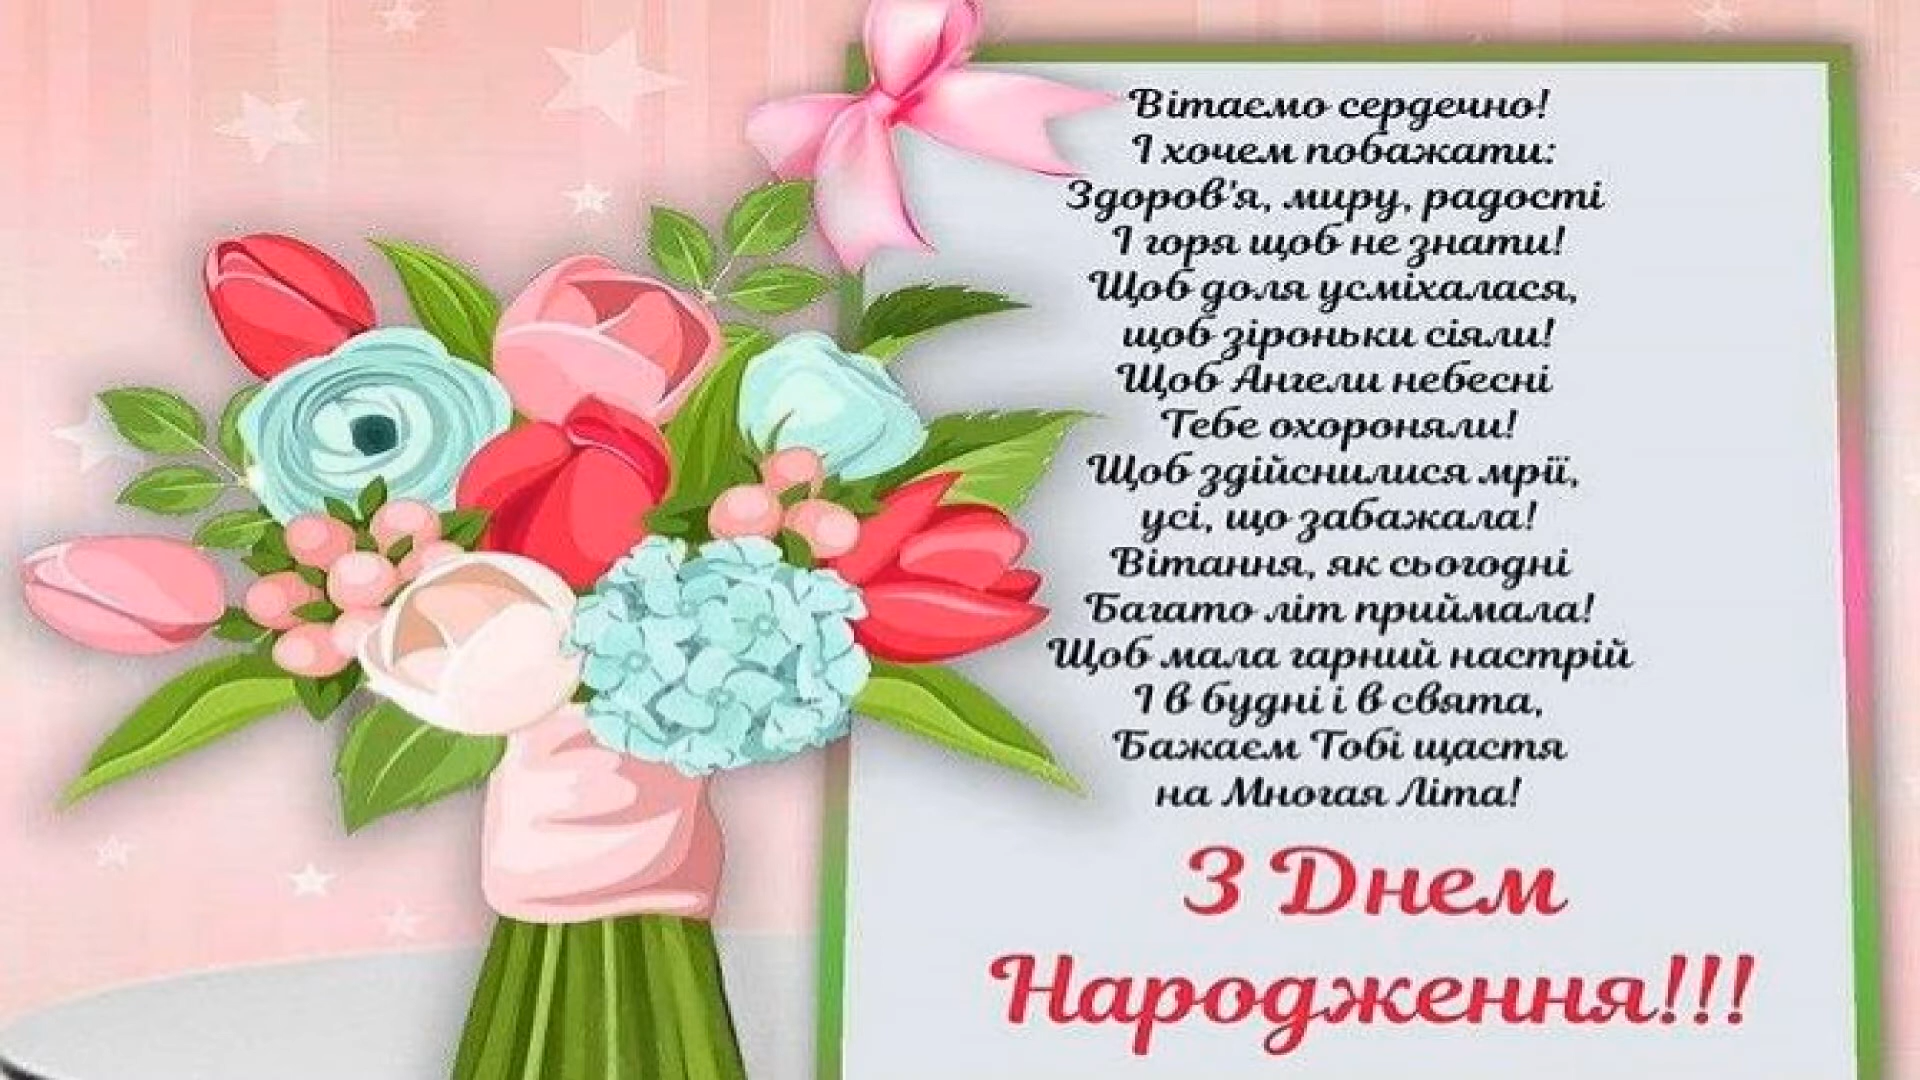 Вітаємо сердечно!
І хочем побажати:
Здоров'я, миру, радості
І горя щоб не знати!
Щоб доля усміхалася,
щоб зіроньки сіяли!
Щоб Ангели небесні
Тебе охороняли!
Щоб здійснилися мрії,
усі, що забажала!
Вітання, як сьогодні
Багато літ приймала!
Щоб мала гарний настрій
І в будні і в свята,
Бажаєм Тобі щастя
на Многая Літа!
З Днем
Народження!!!